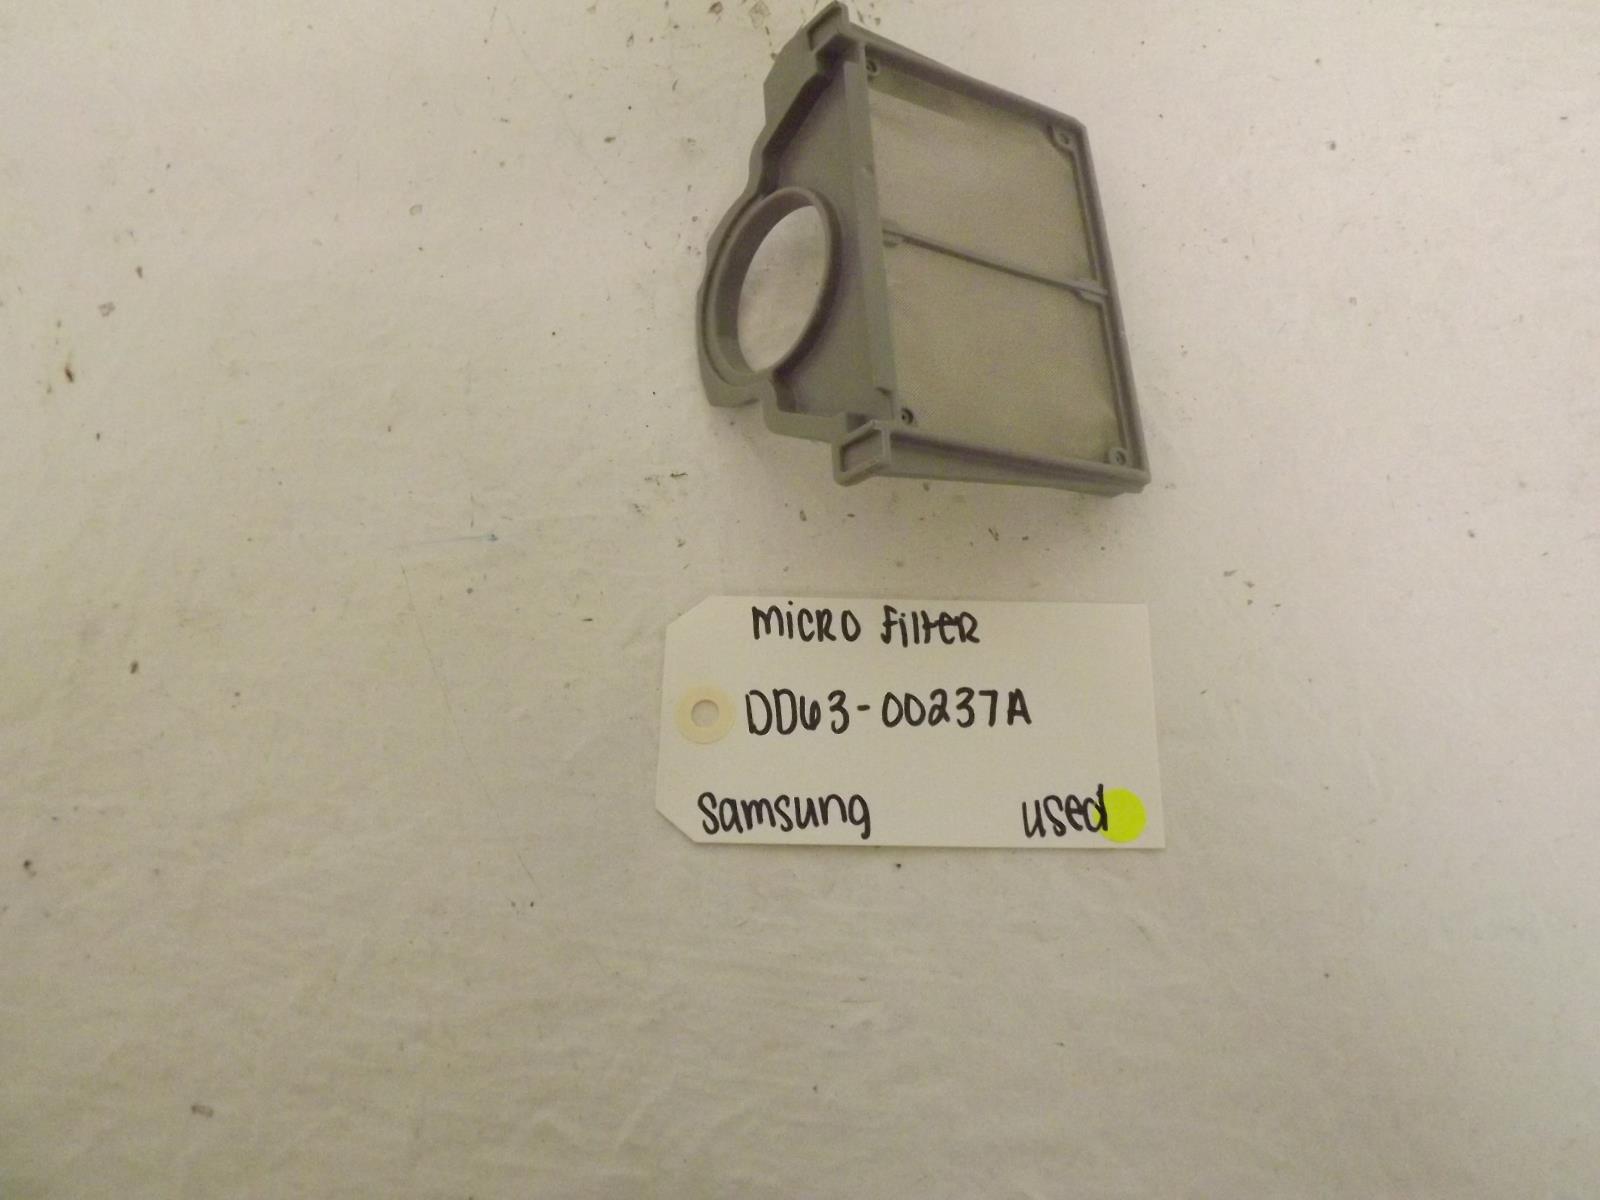 Micro Filter
DD63-00237A
Samsung used